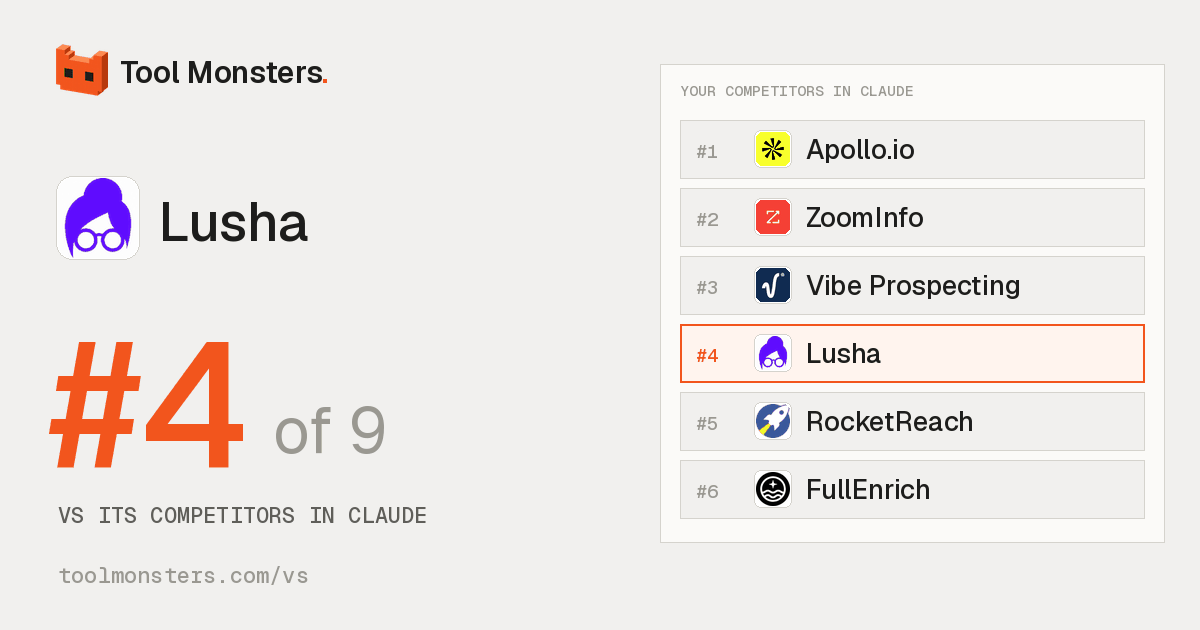 Tool Monsters.
Lusha
#4 of 9
VS ITS COMPETITORS IN CLAUDE
toolmonsters.com/vs
YOUR COMPETITORS IN CLAUDE
#1 Apollo.io
#2 ZoomInfo
#3 Vibe Prospecting
#4 Lusha
#5 RocketReach
#6 FullEnrich